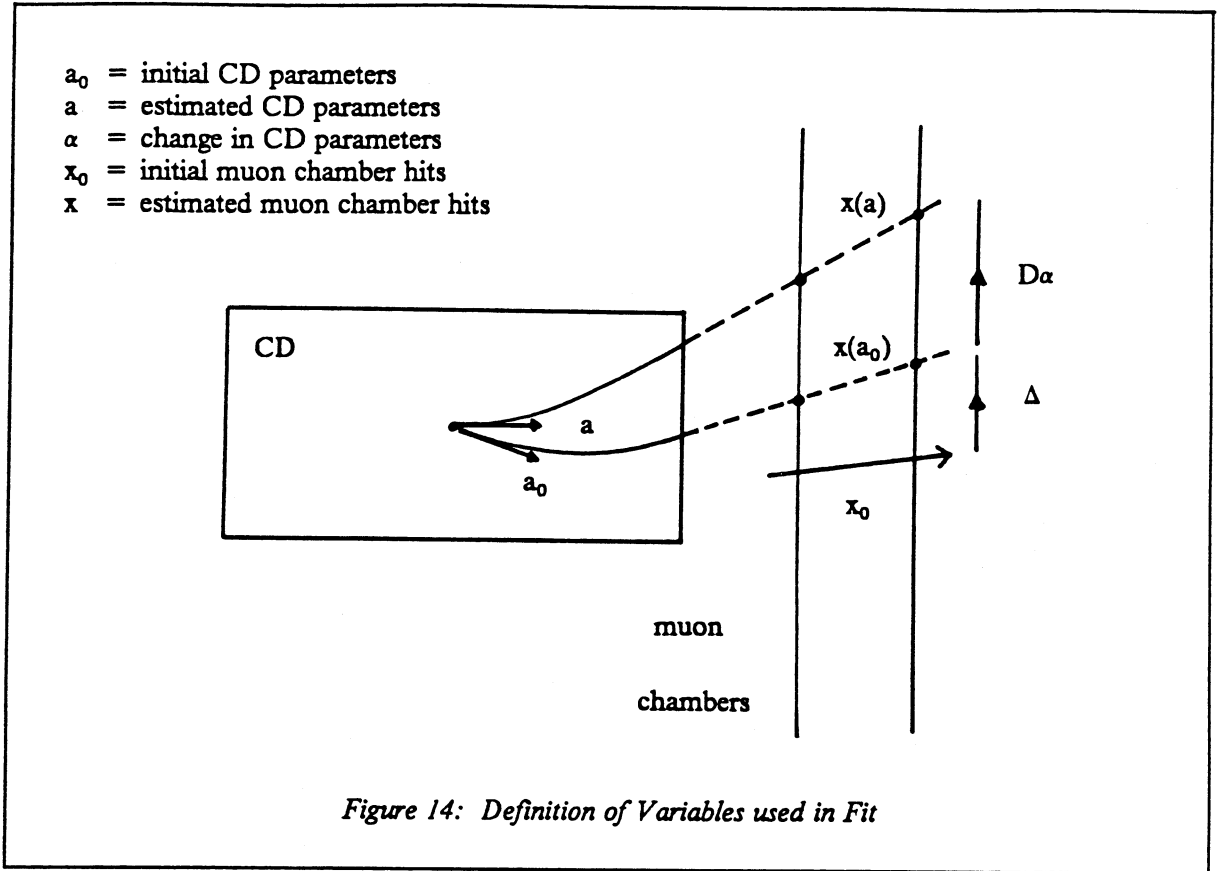 a₀ = initial CD parameters
a = estimated CD parameters
α = change in CD parameters
x₀ = initial muon chamber hits
x = estimated muon chamber hits
x(a)
Dα
CD
x(a₀)
Δ
a
a₀
x₀
muon
chambers
Figure 14: Definition of Variables used in Fit